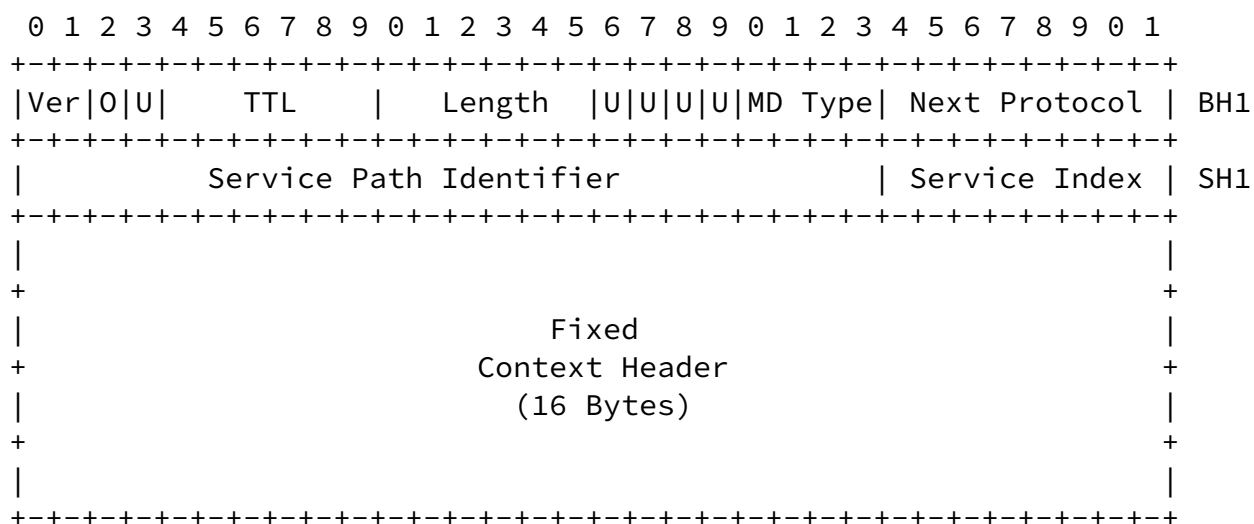 0 1 2 3 4 5 6 7 8 9 0 1 2 3 4 5 6 7 8 9 0 1 2 3 4 5 6 7 8 9 0 1
+-+-+-+-+-+-+-+-+-+-+-+-+-+-+-+-+-+-+-+-+-+-+-+-+-+-+-+-+-+-+-+-+
|Ver|O|U|    TTL    |   Length  |U|U|U|U|MD Type| Next Protocol | BH1
+-+-+-+-+-+-+-+-+-+-+-+-+-+-+-+-+-+-+-+-+-+-+-+-+-+-+-+-+-+-+-+-+
|          Service Path Identifier              | Service Index | SH1
+-+-+-+-+-+-+-+-+-+-+-+-+-+-+-+-+-+-+-+-+-+-+-+-+-+-+-+-+-+-+-+-+
|                                                               |
+                                                               +
|                             Fixed                             |
+                         Context Header                        +
|                           (16 Bytes)                          |
+                                                               +
|                                                               |
+-+-+-+-+-+-+-+-+-+-+-+-+-+-+-+-+-+-+-+-+-+-+-+-+-+-+-+-+-+-+-+-+